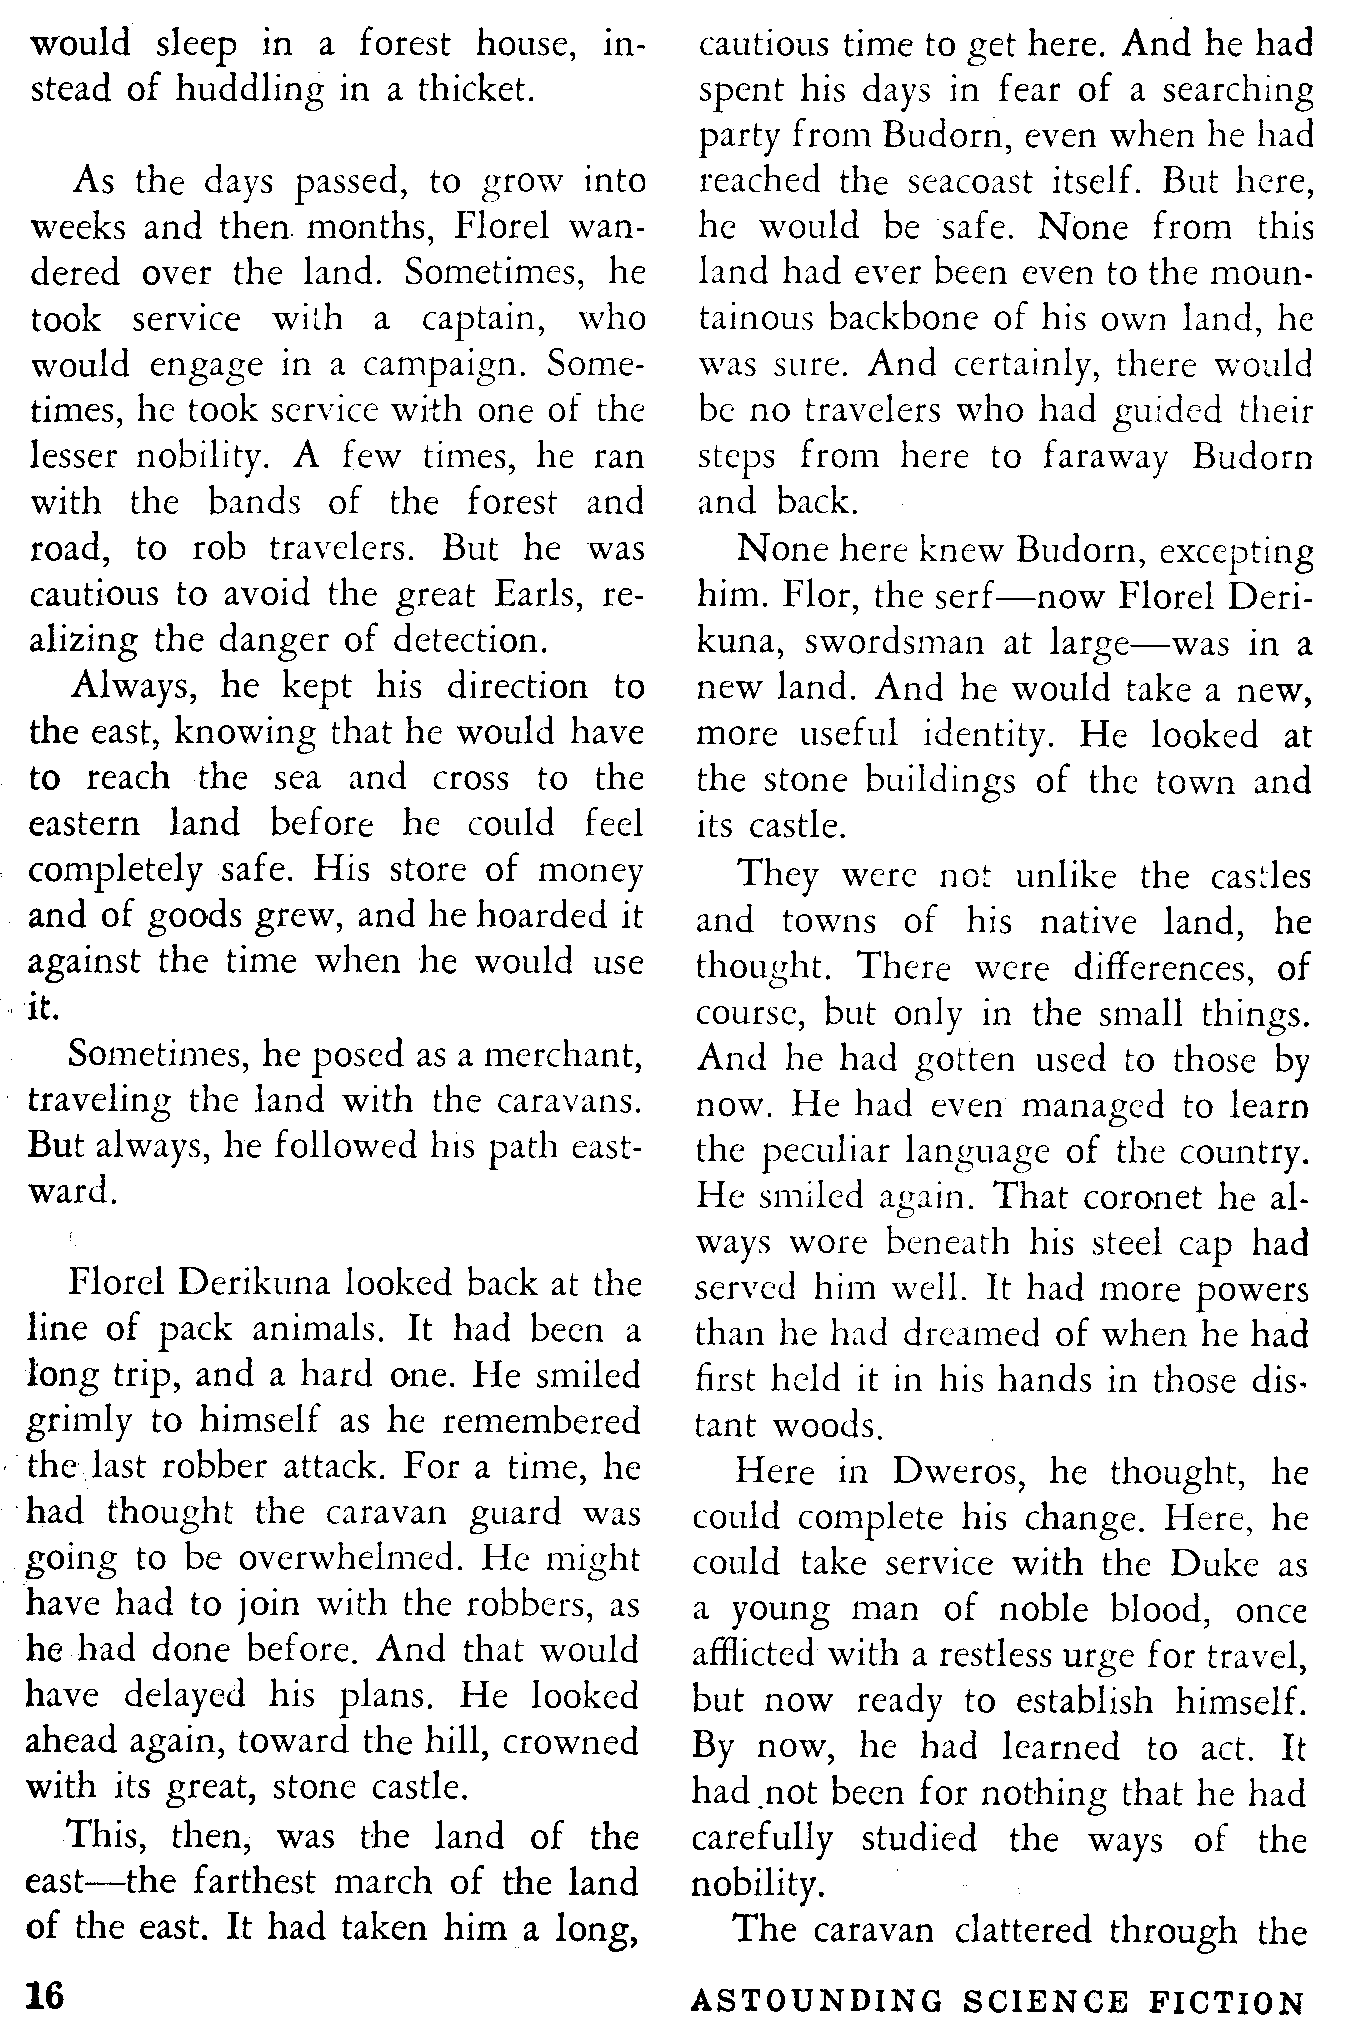 would sleep in a forest house, in-
stead of huddling in a thicket.
As the days passed, to grow into
weeks and then months, Florel wan-
dered over the land. Sometimes, he
took service with a captain, who
would engage in a campaign. Some-
times, he took service with one of the
lesser nobility. A few times, he ran
with the bands of the forest and
road, to rob travelers. But he was
cautious to avoid the great Earls, re-
alizing the danger of detection.
Always, he kept his direction to
the east, knowing that he would have
to reach the sea and cross to the
eastern land before he could feel
completely safe. His store of money
and of goods grew, and he hoarded it
against the time when he would use
it.
Sometimes, he posed as a merchant,
traveling the land with the caravans.
But always, he followed his path east-
ward.
Florel Derikuna looked back at the
line of pack animals. It had been a
long trip, and a hard one. He smiled
grimly to himself as he remembered
the last robber attack. For a time, he
had thought the caravan guard was
going to be overwhelmed. He might
have had to join with the robbers, as
he had done before. And that would
have delayed his plans. He looked
ahead again, toward the hill, crowned
with its great, stone castle.
This, then, was the land of the
east—the farthest march of the land
of the east. It had taken him a long,
cautious time to get here. And he had
spent his days in fear of a searching
party from Budorn, even when he had
reached the seacoast itself. But here,
he would be safe. None from this
land had ever been even to the moun-
tainous backbone of his own land, he
was sure. And certainly, there would
be no travelers who had guided their
steps from here to faraway Budorn
and back.
None here knew Budorn, excepting
him. Flor, the serf—now Florel Deri-
kuna, swordsman at large—was in a
new land. And he would take a new,
more useful identity. He looked at
the stone buildings of the town and
its castle.
They were not unlike the castles
and towns of his native land, he
thought. There were differences, of
course, but only in the small things.
And he had gotten used to those by
now. He had even managed to learn
the peculiar language of the country.
He smiled again. That coronet he al-
ways wore beneath his steel cap had
served him well. It had more powers
than he had dreamed of when he had
first held it in his hands in those dis-
tant woods.
Here in Dweros, he thought, he
could complete his change. Here, he
could take service with the Duke as
a young man of noble blood, once
afflicted with a restless urge for travel,
but now ready to establish himself.
By now, he had learned to act. It
had not been for nothing that he had
carefully studied the ways of the
nobility.
The caravan clattered through the
16
ASTOUNDING SCIENCE FICTION